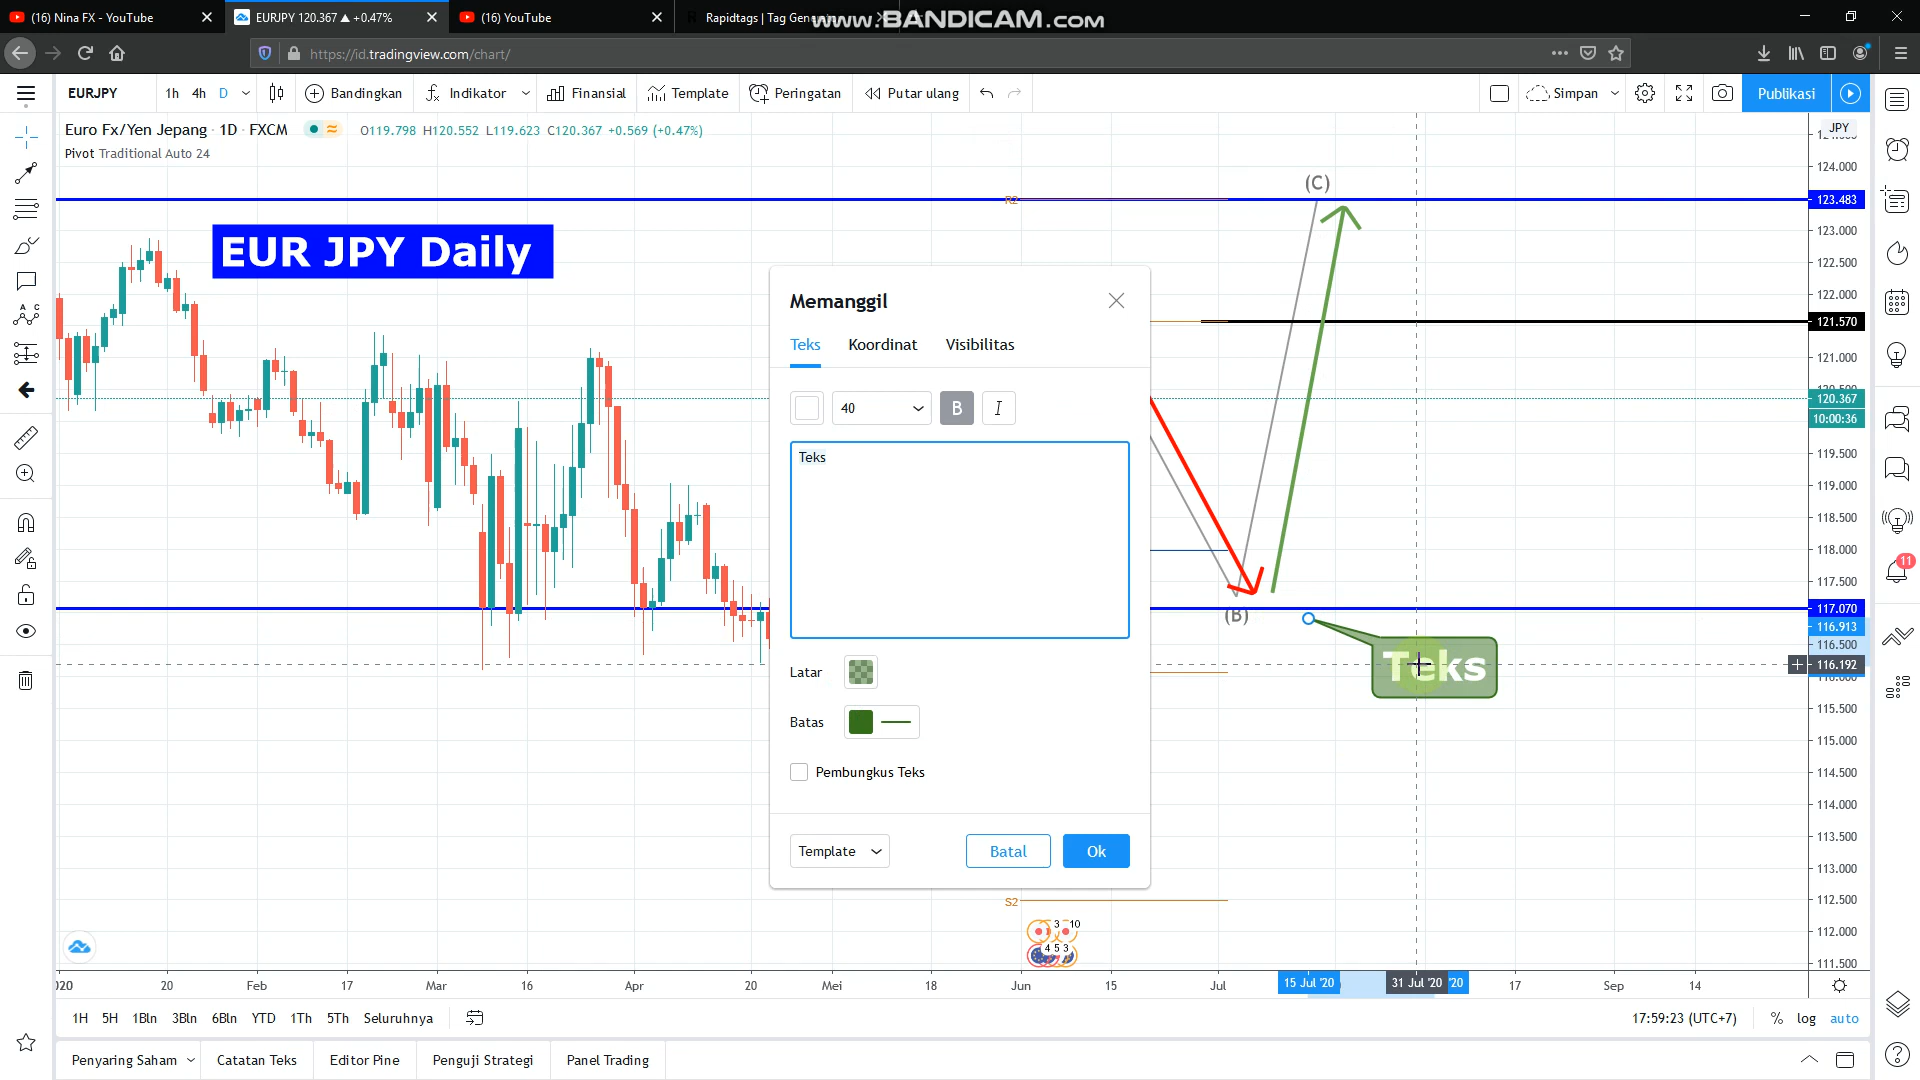 (16) Nina FX - YouTube
EURJPY 120.367 ▲ +0.47%
(16) YouTube
Rapidtags | Tag Genera
www.BANDICAM.com
https://id.tradingview.com/chart/
EURJPY
1h
4h
D
Bandingkan
Indikator
Finansial
Template
Peringatan
Putar ulang
Simpan
Publikasi
Euro Fx/Yen Jepang · 1D · FXCM
O119.798 H120.552 L119.623 C120.367 +0.569 (+0.47%)
Pivot Traditional Auto 24
EUR JPY Daily
R2
(C)
(B)
S2
Teks
Memanggil
Teks
Koordinat
Visibilitas
40
B
I
Teks
Latar
Batas
Pembungkus Teks
Template
Batal
Ok
3
10
4 5 3
JPY
124.000
123.483
123.000
122.500
122.000
121.570
121.000
120.367
10:00:36
119.500
119.000
118.500
118.000
117.500
117.070
116.913
116.500
116.192
115.500
115.000
114.500
114.000
113.500
113.000
112.500
112.000
111.500
11
20
Feb
17
Mar
16
Apr
20
Mei
18
Jun
15
Jul
15 Jul '20
31 Jul '20
'20
17
Sep
14
1H
5H
1Bln
3Bln
6Bln
YTD
1Th
5Th
Seluruhnya
17:59:23 (UTC+7)
%
log
auto
Penyaring Saham
Catatan Teks
Editor Pine
Penguji Strategi
Panel Trading